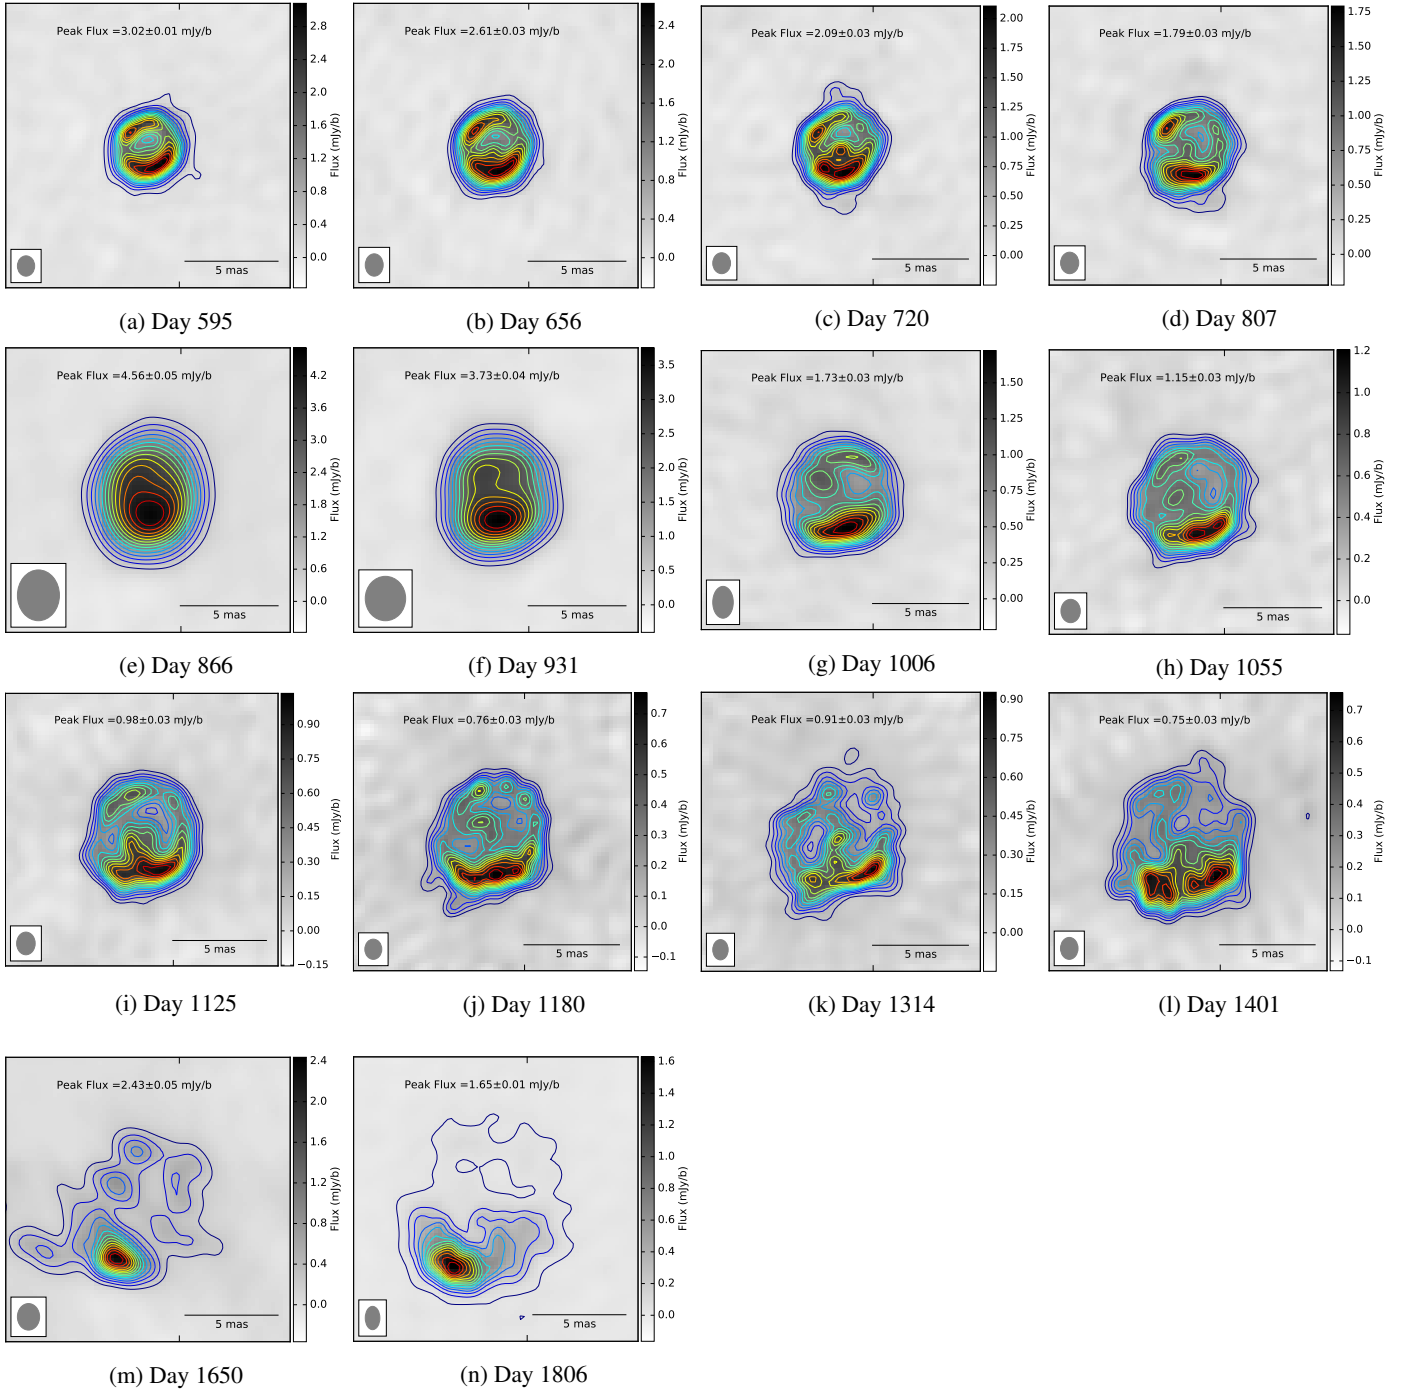 Peak Flux =3.02±0.01 mJy/b
5 mas
2.8
2.4
2.0
1.6
1.2
0.8
0.4
0.0
Flux (mJy/b)
(a) Day 595
Peak Flux =2.61±0.03 mJy/b
5 mas
2.4
2.0
1.6
1.2
0.8
0.4
0.0
Flux (mJy/b)
(b) Day 656
Peak Flux =2.09±0.03 mJy/b
5 mas
2.00
1.75
1.50
1.25
1.00
0.75
0.50
0.25
0.00
Flux (mJy/b)
(c) Day 720
Peak Flux =1.79±0.03 mJy/b
5 mas
1.75
1.50
1.25
1.00
0.75
0.50
0.25
0.00
Flux (mJy/b)
(d) Day 807
Peak Flux =4.56±0.05 mJy/b
5 mas
4.2
3.6
3.0
2.4
1.8
1.2
0.6
0.0
Flux (mJy/b)
(e) Day 866
Peak Flux =3.73±0.04 mJy/b
5 mas
3.5
3.0
2.5
2.0
1.5
1.0
0.5
0.0
Flux (mJy/b)
(f) Day 931
Peak Flux =1.73±0.03 mJy/b
5 mas
1.50
1.25
1.00
0.75
0.50
0.25
0.00
Flux (mJy/b)
(g) Day 1006
Peak Flux =1.15±0.03 mJy/b
5 mas
1.2
1.0
0.8
0.6
0.4
0.2
0.0
Flux (mJy/b)
(h) Day 1055
Peak Flux =0.98±0.03 mJy/b
5 mas
0.90
0.75
0.60
0.45
0.30
0.15
0.00
−0.15
Flux (mJy/b)
(i) Day 1125
Peak Flux =0.76±0.03 mJy/b
5 mas
0.7
0.6
0.5
0.4
0.3
0.2
0.1
0.0
−0.1
Flux (mJy/b)
(j) Day 1180
Peak Flux =0.91±0.03 mJy/b
5 mas
0.90
0.75
0.60
0.45
0.30
0.15
0.00
Flux (mJy/b)
(k) Day 1314
Peak Flux =0.75±0.03 mJy/b
5 mas
0.7
0.6
0.5
0.4
0.3
0.2
0.1
0.0
−0.1
Flux (mJy/b)
(l) Day 1401
Peak Flux =2.43±0.05 mJy/b
5 mas
2.4
2.0
1.6
1.2
0.8
0.4
0.0
Flux (mJy/b)
(m) Day 1650
Peak Flux =1.65±0.01 mJy/b
5 mas
1.6
1.4
1.2
1.0
0.8
0.6
0.4
0.2
0.0
Flux (mJy/b)
(n) Day 1806